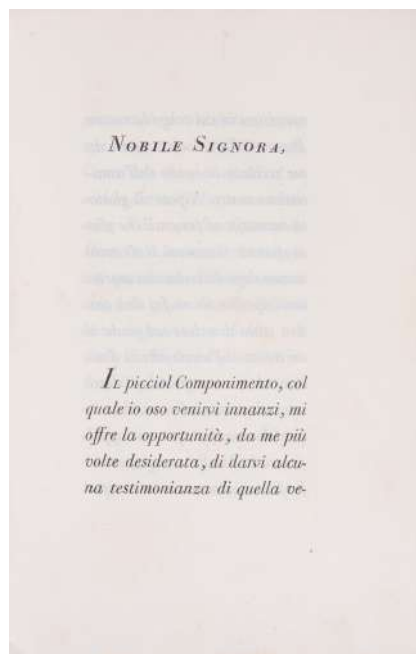 NOBILE SIGNORA,
IL picciol Componimento, col
quale io oso venirvi innanzi, mi
offre la opportunità, da me più
volte desiderata, di darvi alcu-
na testimonianza di quella ve-